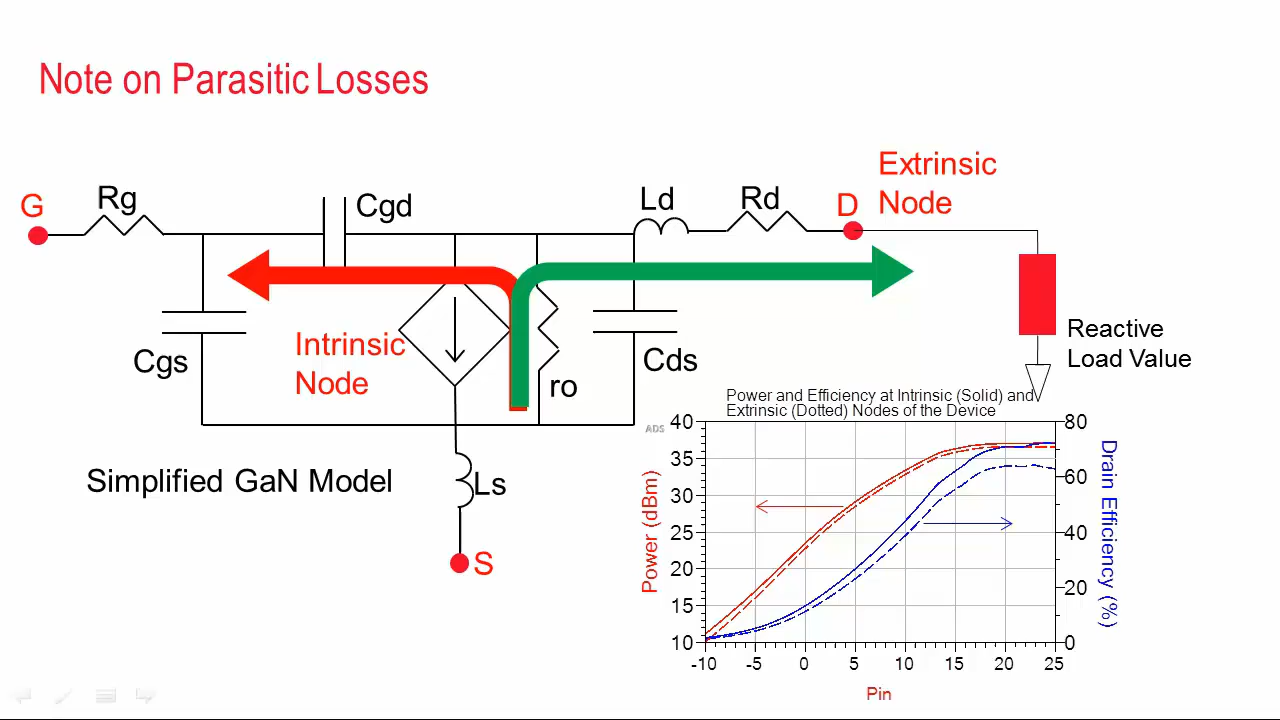 Note on Parasitic Losses
Extrinsic
Node
G
Rg
Cgd
Ld
Rd
D
Intrinsic
Node
Cgs
ro
Cds
Reactive
Load Value
Simplified GaN Model
Ls
S
Power and Efficiency at Intrinsic (Solid) and
Extrinsic (Dotted) Nodes of the Device
ADS
40
35
30
25
20
15
10
Power (dBm)
80
60
40
20
0
Drain Efficiency (%)
-10 -5 0 5 10 15 20 25
Pin